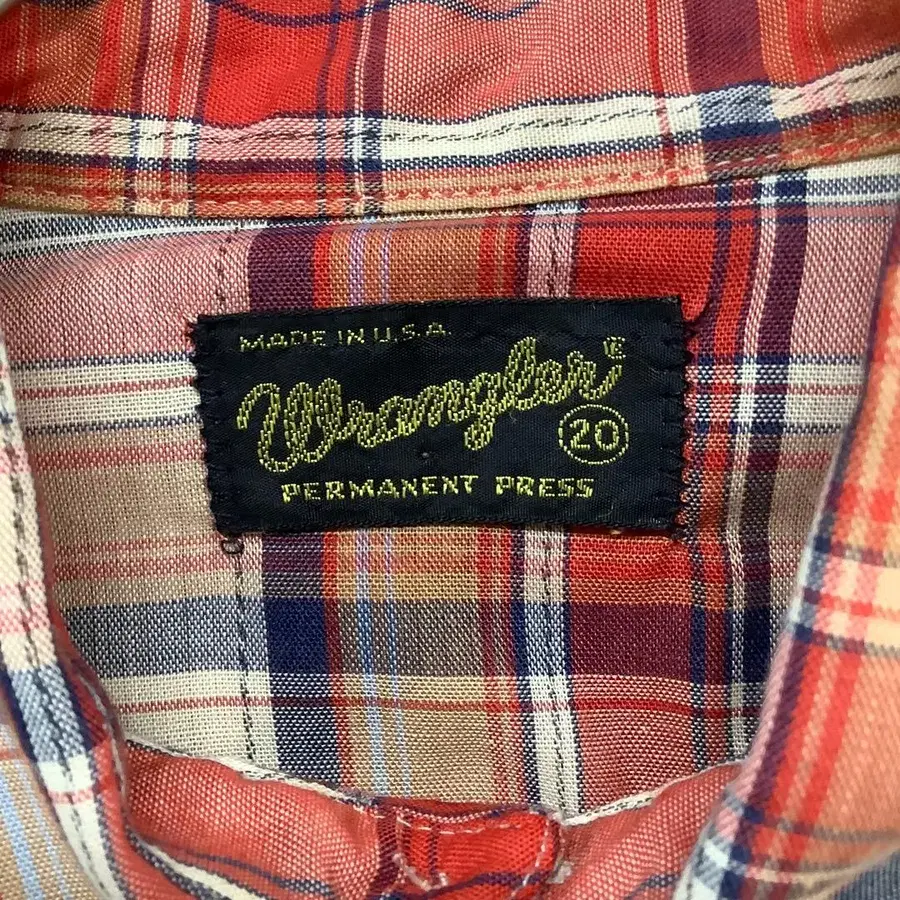 MADE IN U.S.A.
Wrangler®
20
PERMANENT PRESS